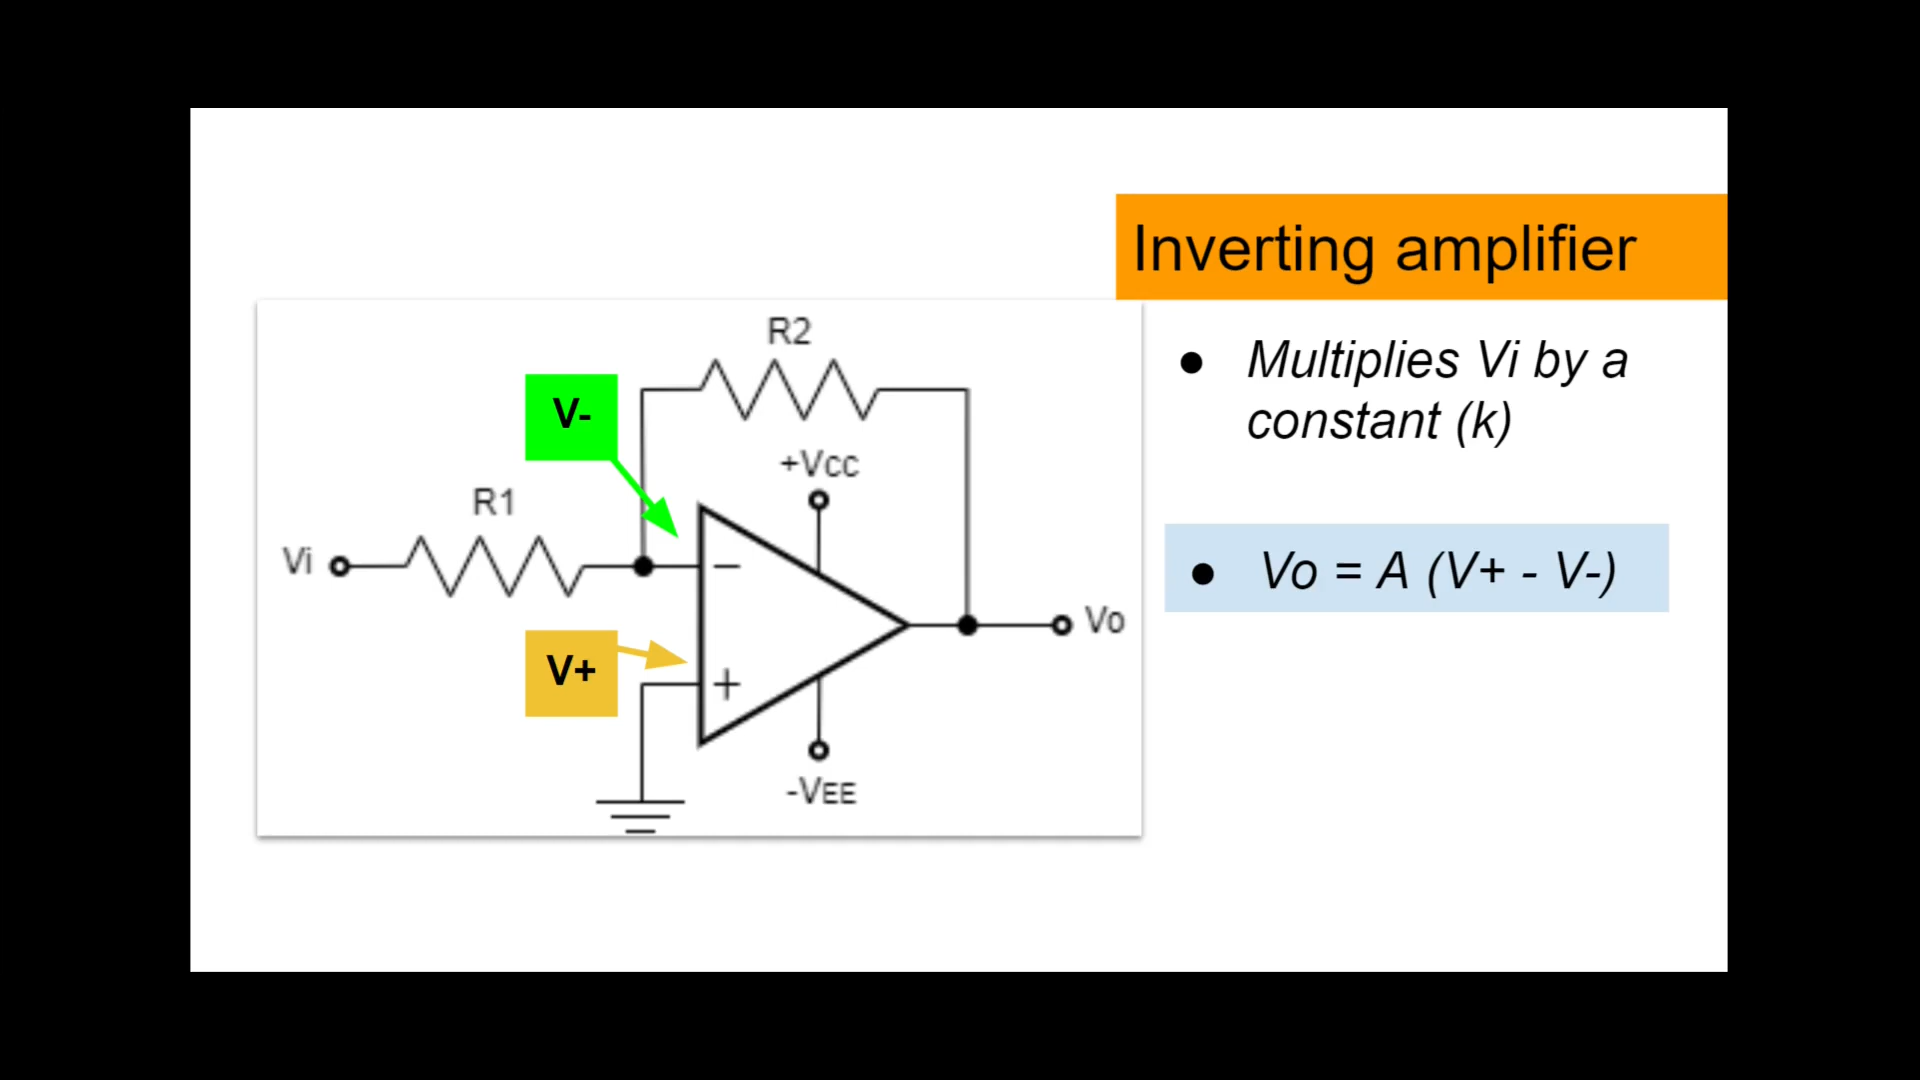 Inverting amplifier
R2
V-
+Vcc
R1
Vi
−
Vo
V+
+
-VEE
● Multiplies Vi by a
constant (k)
● Vo = A (V+ - V-)